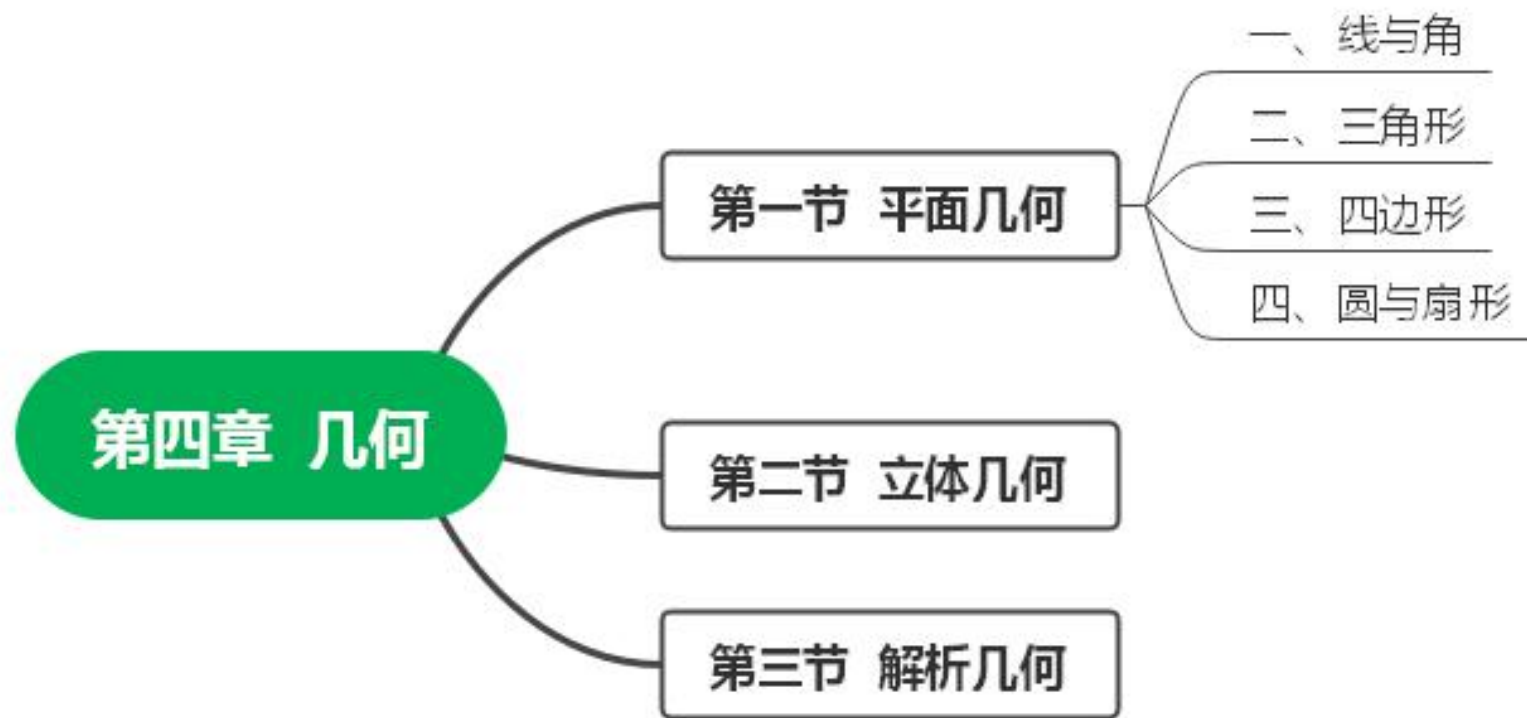 第四章 几何
第一节 平面几何
一、线与角
二、三角形
三、四边形
四、圆与扇形
第二节 立体几何
第三节 解析几何